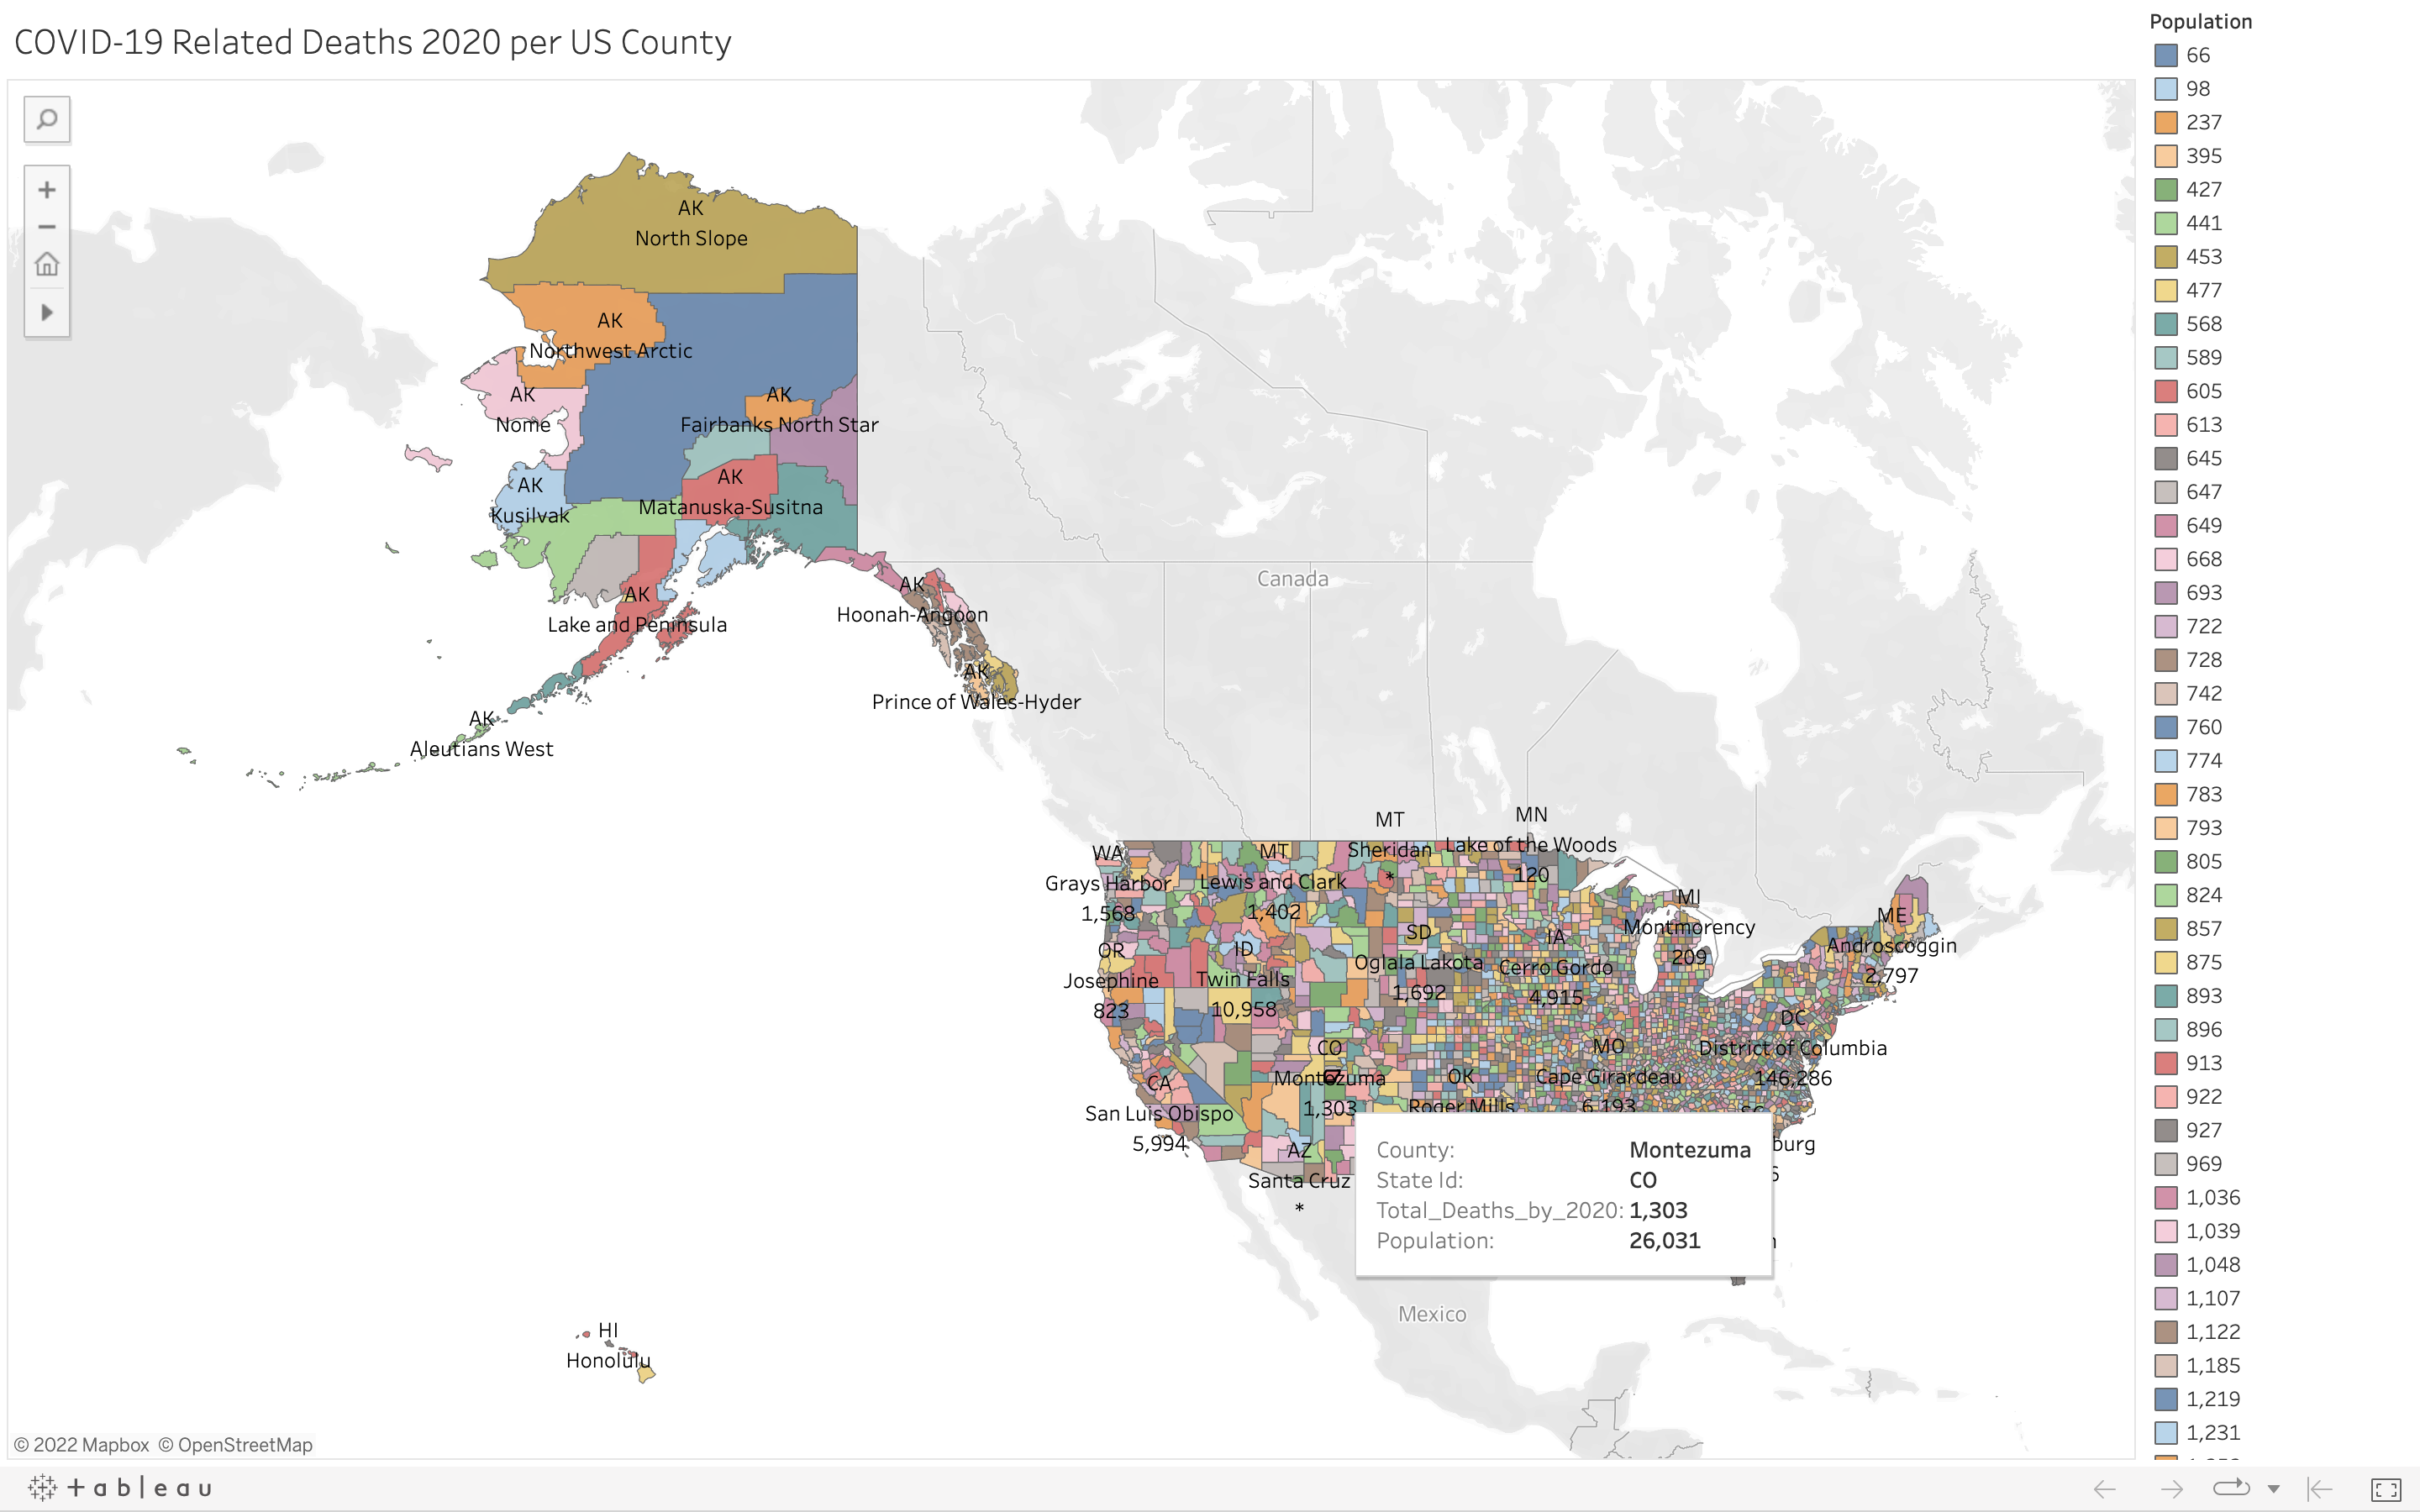 COVID-19 Related Deaths 2020 per US County
AK
North Slope
AK
Northwest Arctic
AK
Nome
AK
Fairbanks North Star
AK
Kusilvak
AK
Matanuska-Susitna
AK
Lake and Peninsula
AK
Hoonah-Angoon
AK
Prince of Wales-Hyder
AK
Aleutians West
Canada
MT
Sheridan
*
MN
Lake of the Woods
120
WA
Grays Harbor
1,568
MT
Lewis and Clark
1,402
MI
Montmorency
209
ME
Androscoggin
2,797
OR
Josephine
823
ID
Twin Falls
10,958
SD
Oglala Lakota
1,692
IA
Cerro Gordo
4,915
DC
District of Columbia
146,286
CO
Montezuma
1,303
OK
Roger Mills
MO
Cape Girardeau
6,193
SC
burg
6
CA
San Luis Obispo
5,994
AZ
Santa Cruz
*
County: Montezuma
State Id: CO
Total_Deaths_by_2020: 1,303
Population: 26,031
Mexico
HI
Honolulu
© 2022 Mapbox © OpenStreetMap
Population
66
98
237
395
427
441
453
477
568
589
605
613
645
647
649
668
693
722
728
742
760
774
783
793
805
824
857
875
893
896
913
922
927
969
1,036
1,039
1,048
1,107
1,122
1,185
1,219
1,231
+ a b l e a u